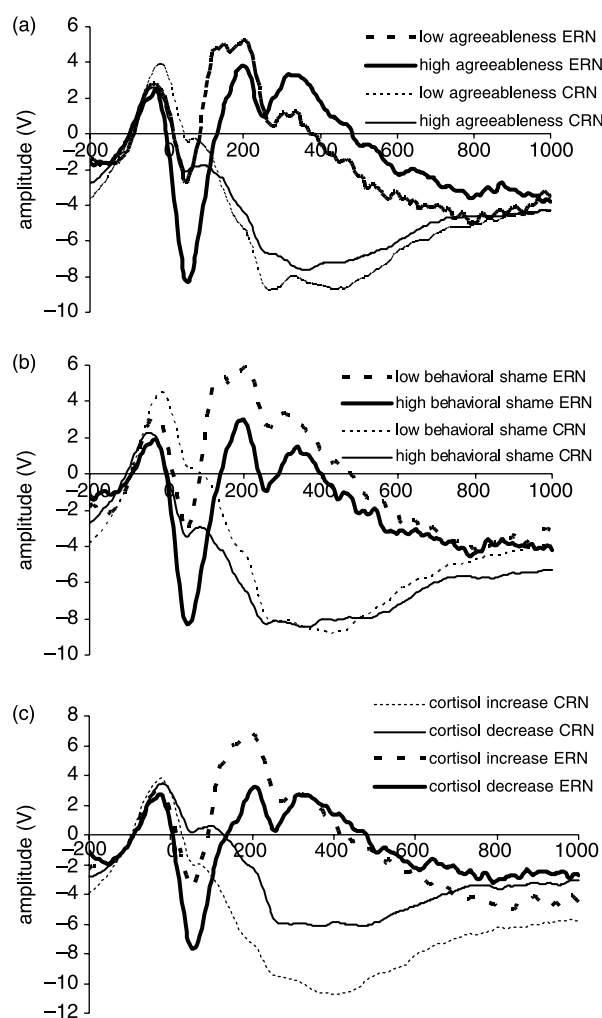 (a)
6
4
2
0
−2
−4
−6
−8
−10
amplitude (V)
−200 0 200 400 600 800 1000
low agreeableness ERN
high agreeableness ERN
low agreeableness CRN
high agreeableness CRN
(b)
6
4
2
0
−2
−4
−6
−8
−10
amplitude (V)
−200 0 200 400 600 800 1000
low behavioral shame ERN
high behavioral shame ERN
low behavioral shame CRN
high behavioral shame CRN
(c)
8
6
4
2
0
−2
−4
−6
−8
−10
−12
amplitude (V)
−200 0 200 400 600 800 1000
cortisol increase CRN
cortisol decrease CRN
cortisol increase ERN
cortisol decrease ERN